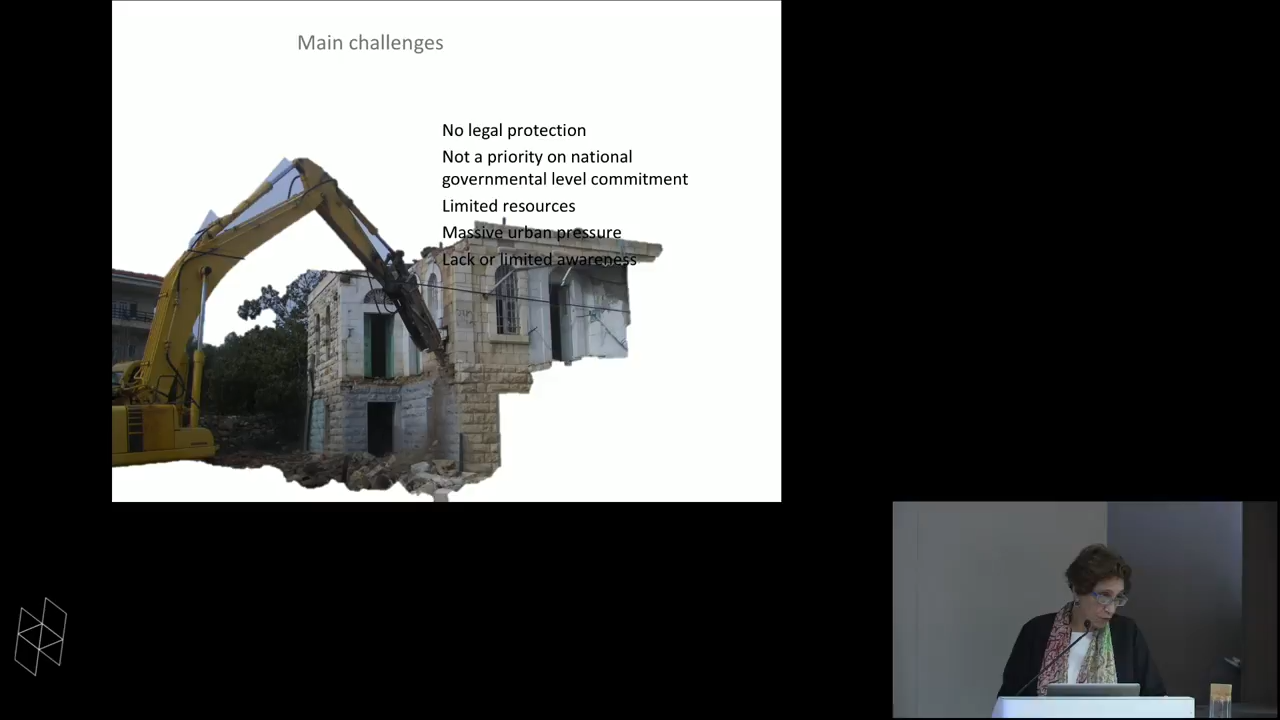 Main challenges
No legal protection
Not a priority on national
governmental level commitment
Limited resources
Massive urban pressure
Lack or limited awareness